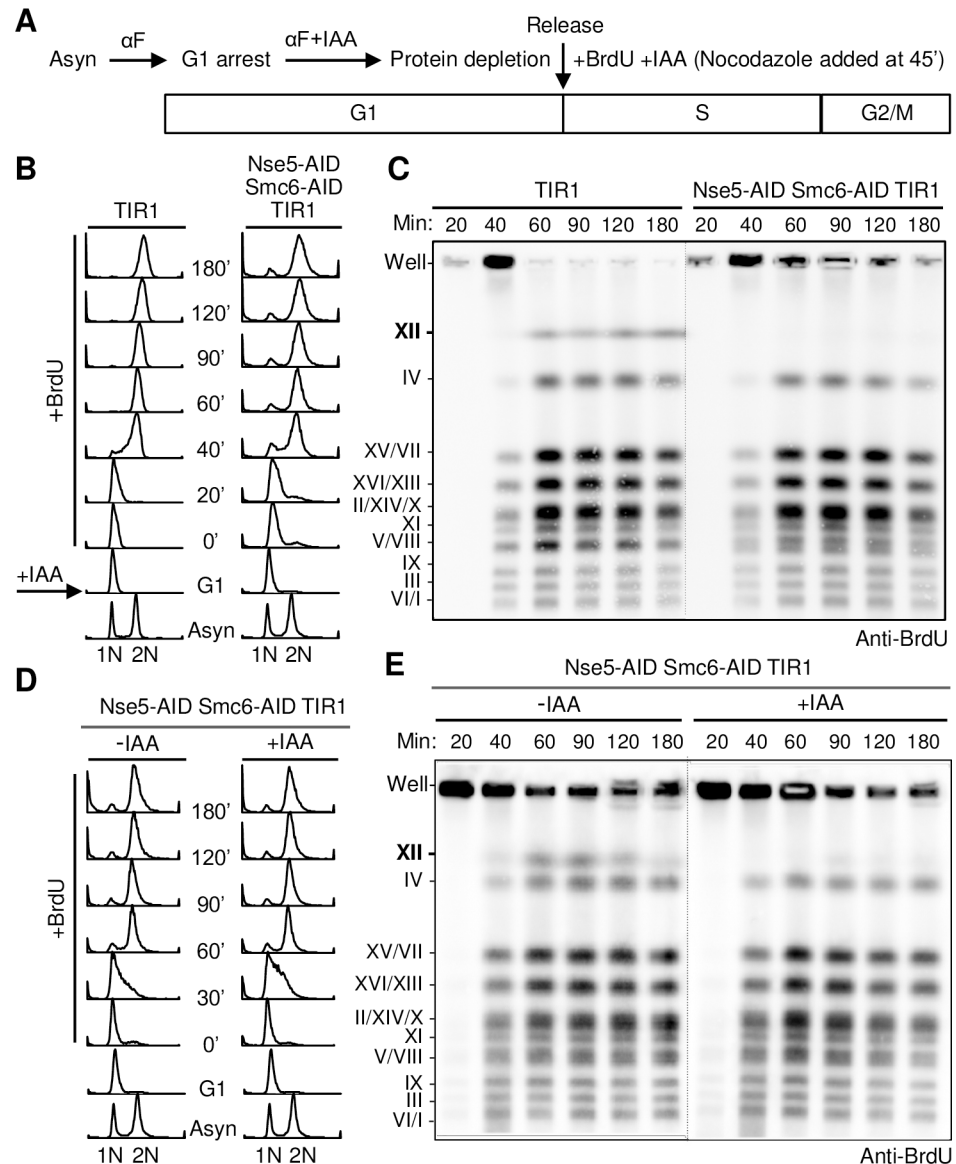 A
Release
Asyn αF G1 arrest αF+IAA Protein depletion +BrdU +IAA (Nocodazole added at 45’)
G1 S G2/M
B
TIR1
Nse5-AID
Smc6-AID
TIR1
+BrdU
180'
120'
90'
60'
40'
20'
0'
+IAA
G1
Asyn
1N 2N 1N 2N
C
TIR1 Nse5-AID Smc6-AID TIR1
Min: 20 40 60 90 120 180 20 40 60 90 120 180
Well
XII
IV
XV/VII
XVI/XIII
II/XIV/X
XI
V/VIII
IX
III
VI/I
Anti-BrdU
D
Nse5-AID Smc6-AID TIR1
-IAA +IAA
+BrdU
180'
120'
90'
60'
30'
0'
G1
Asyn
1N 2N 1N 2N
E
Nse5-AID Smc6-AID TIR1
-IAA +IAA
Min: 20 40 60 90 120 180 20 40 60 90 120 180
Well
XII
IV
XV/VII
XVI/XIII
II/XIV/X
XI
V/VIII
IX
III
VI/I
Anti-BrdU